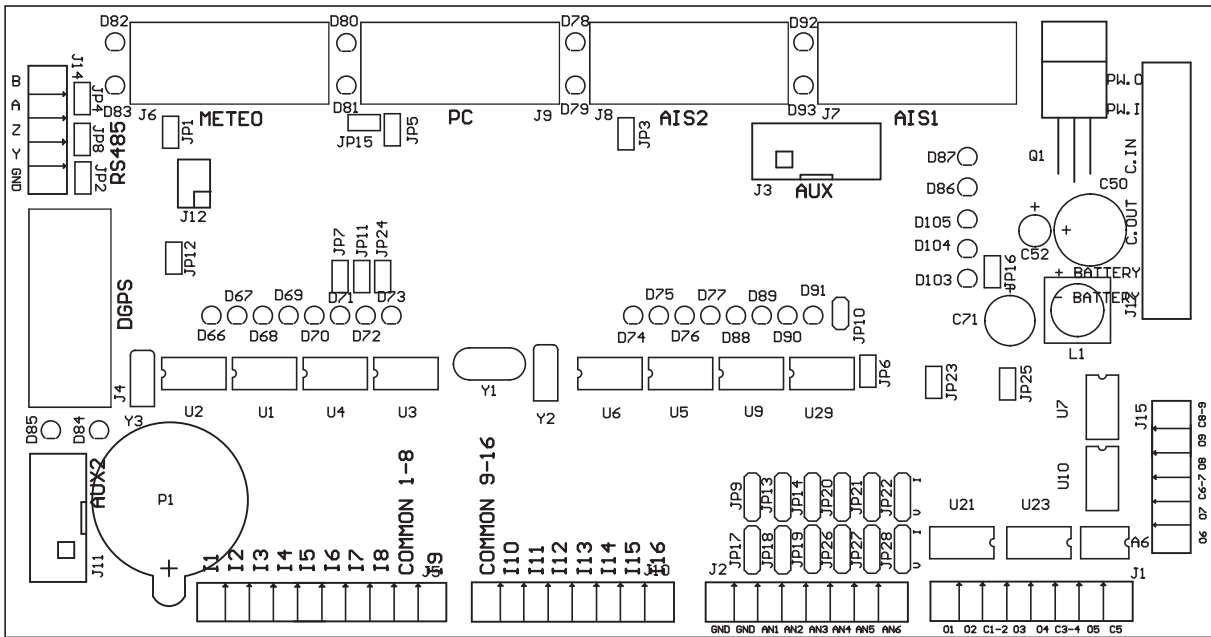 D82
D80
D78
D92
J14
B
A
Z
Y
GND
JP4
JP8
JP2
RS485
D83
J6
METEO
JP1
D81
JP15
JP5
PC
J9
D79
J8
AIS2
JP3
D93
J7
AIS1
J3
AUX
J12
JP12
D87
D86
D105
D104
D103
Q1
PW.O
PW.I
C.IN
C.OUT
+ BATTERY
- BATTERY
C50
+
C52
+
JP16
+
C71
L1
DGPS
J4
JP7
JP11
JP24
D67
D69
D71
D73
D66
D68
D70
D72
D75
D77
D89
D91
D74
D76
D88
D90
JP10
JP6
JP23
JP25
Y3
U2
U1
U4
U3
Y1
Y2
U6
U5
U9
U29
U7
U10
J15
C8-9
O9
O8
C6-7
O7
O6
D85
D84
AUX2
J11
P1
+
I1
I2
I3
I4
I5
I6
I7
I8
COMMON 1-8
I9
J5
COMMON 9-16
I10
I11
I12
I13
I14
I15
I16
J10
JP9
JP13
JP14
JP20
JP21
JP22
I
V
JP17
JP18
JP19
JP26
JP27
JP28
I
V
U21
U23
A6
J2
GND
GND
AN1
AN2
AN3
AN4
AN5
AN6
J1
O1
O2
C1-2
O3
O4
C3-4
O5
C5